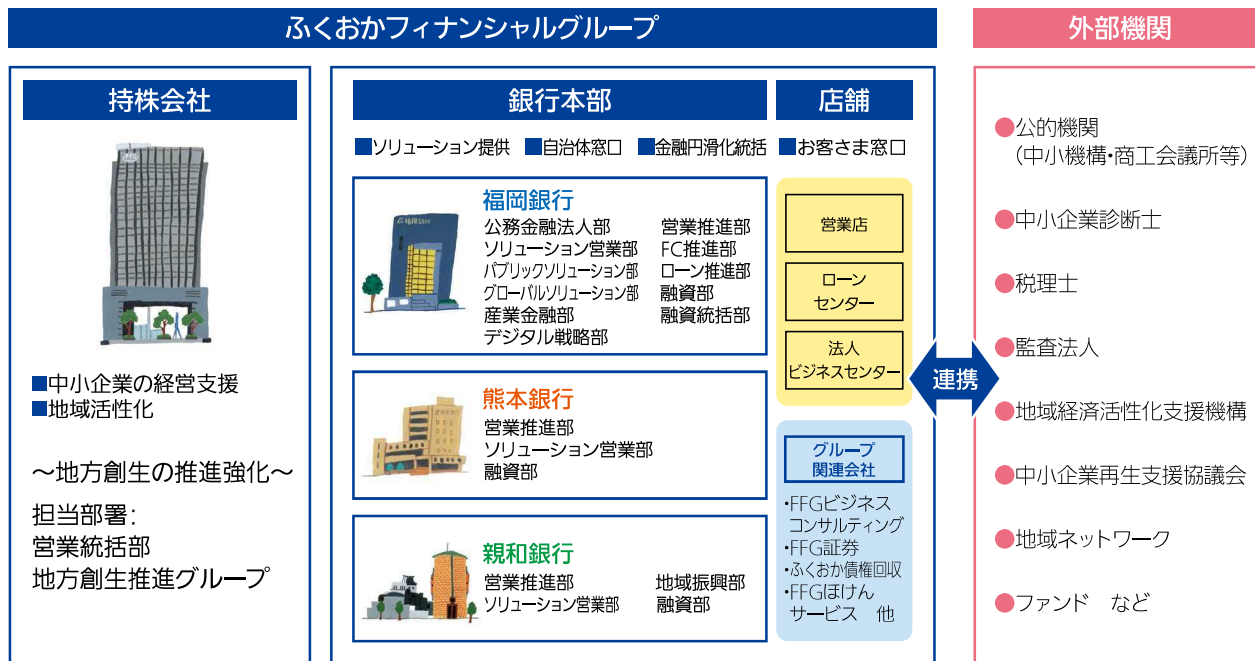 ふくおかフィナンシャルグループ
持株会社
■中小企業の経営支援
■地域活性化
～地方創生の推進強化～
担当部署:
営業統括部
地方創生推進グループ
銀行本部
■ソリューション提供 ■自治体窓口 ■金融円滑化統括
福岡銀行
福岡銀行
公務金融法人部 営業推進部
ソリューション営業部 FC推進部
パブリックソリューション部 ローン推進部
グローバルソリューション部 融資部
産業金融部 融資統括部
デジタル戦略部
熊本銀行
営業推進部
ソリューション営業部
融資部
親和銀行
営業推進部 地域振興部
ソリューション営業部 融資部
店舗
■お客さま窓口
営業店
ローン
センター
法人
ビジネスセンター
グループ
関連会社
・FFGビジネス
コンサルティング
・FFG証券
・ふくおか債権回収
・FFGほけん
サービス 他
連携
外部機関
●公的機関
(中小機構・商工会議所等)
●中小企業診断士
●税理士
●監査法人
●地域経済活性化支援機構
●中小企業再生支援協議会
●地域ネットワーク
●ファンド など